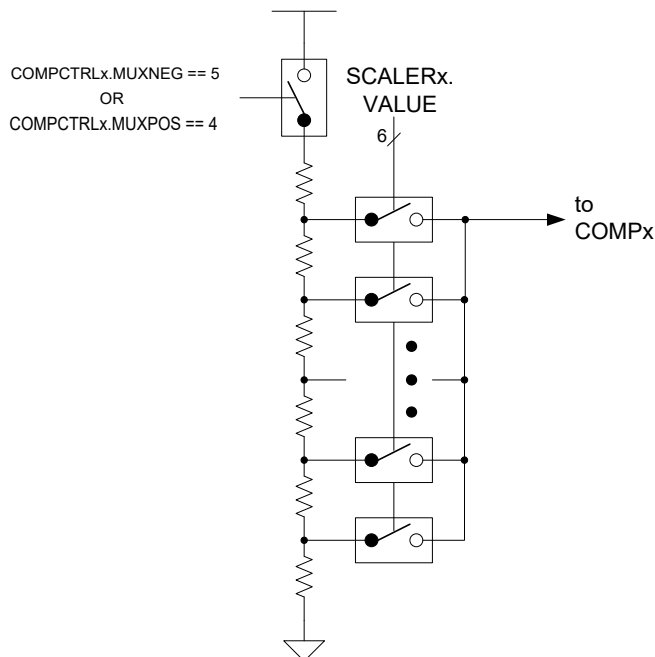 COMPCTRLx.MUXNEG == 5
OR
COMPCTRLx.MUXPOS == 4
SCALERx.
VALUE
6
to
COMPx